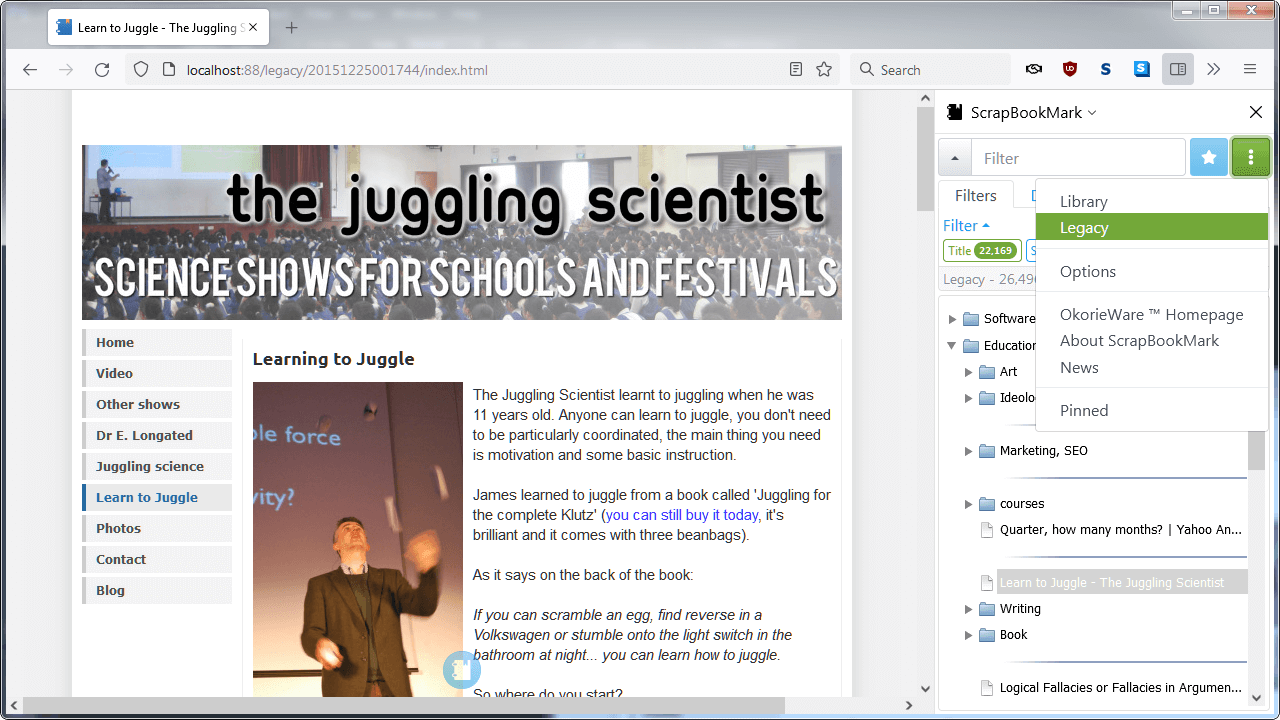 Learn to Juggle - The Juggling S
localhost:88/legacy/20151225001744/index.html
Search
ScrapBookMark
Filter
Filters
Filter
Title 22,169
Legacy - 26,49
Library
Legacy
Options
OkorieWare ™ Homepage
About ScrapBookMark
News
Pinned
Software
Education
Art
Ideolo
Marketing, SEO
courses
Quarter, how many months? | Yahoo An...
Learn to Juggle - The Juggling Scientist
Writing
Book
Logical Fallacies or Fallacies in Argumen...
the juggling scientist
SCIENCE SHOWS FOR SCHOOLS AND FESTIVALS
Home
Video
Other shows
Dr E. Longated
Juggling science
Learn to Juggle
Photos
Contact
Blog
Learning to Juggle
ble force
vity?
The Juggling Scientist learnt to juggling when he was
11 years old. Anyone can learn to juggle, you don't need
to be particularly coordinated, the main thing you need
is motivation and some basic instruction.
James learned to juggle from a book called 'Juggling for
the complete Klutz' (you can still buy it today, it's
brilliant and it comes with three beanbags).
As it says on the back of the book:
If you can scramble an egg, find reverse in a
Volkswagen or stumble onto the light switch in the
bathroom at night... you can learn how to juggle.
So where do you start?